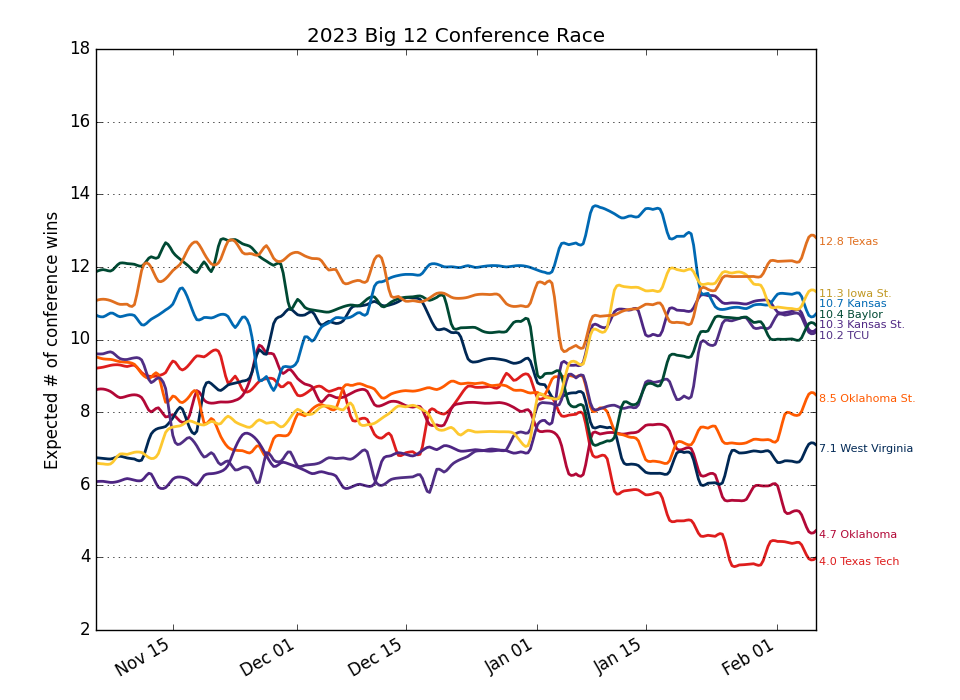 2023 Big 12 Conference Race
Expected # of conference wins
18
16
14
12
10
8
6
4
2
12.8 Texas
11.3 Iowa St.
10.7 Kansas
10.4 Baylor
10.3 Kansas St.
10.2 TCU
8.5 Oklahoma St.
7.1 West Virginia
4.7 Oklahoma
4.0 Texas Tech
Nov 15
Dec 01
Dec 15
Jan 01
Jan 15
Feb 01